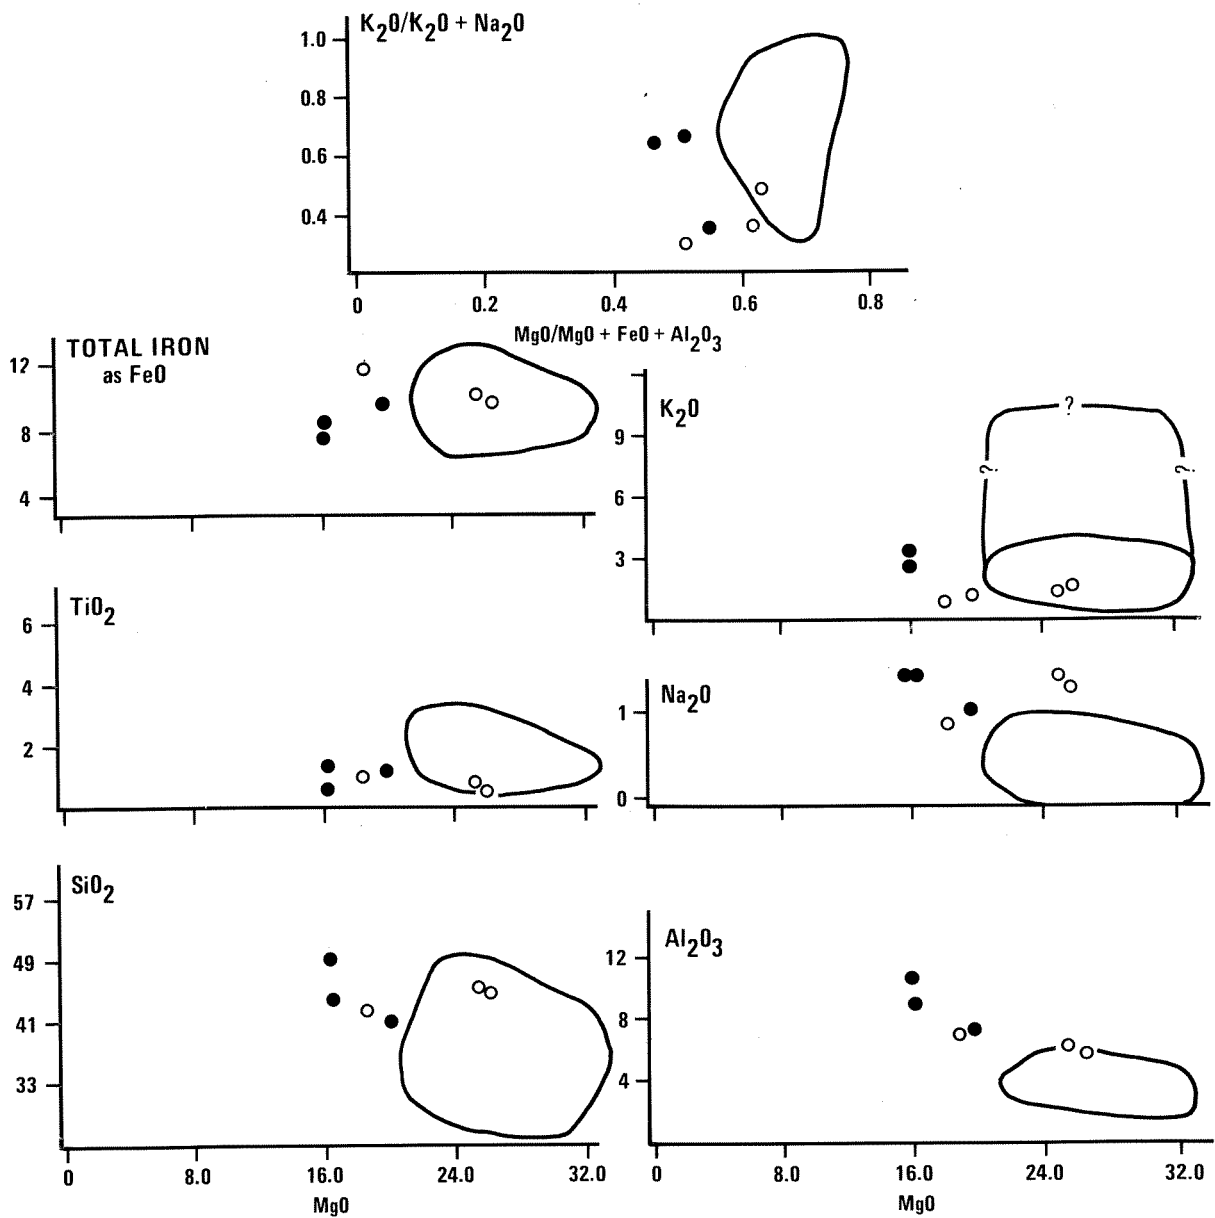 K2O/K2O + Na2O
1.0
0.8
0.6
0.4
0 0.2 0.4 0.6 0.8
MgO/MgO + FeO + Al2O3
TOTAL IRON
as FeO
12
8
4
K2O
?
? ?
9
6
3
TiO2
6
4
2
Na2O
1
0
SiO2
57
49
41
33
0 8.0 16.0 24.0 32.0
MgO
Al2O3
12
8
4
0 8.0 16.0 24.0 32.0
MgO